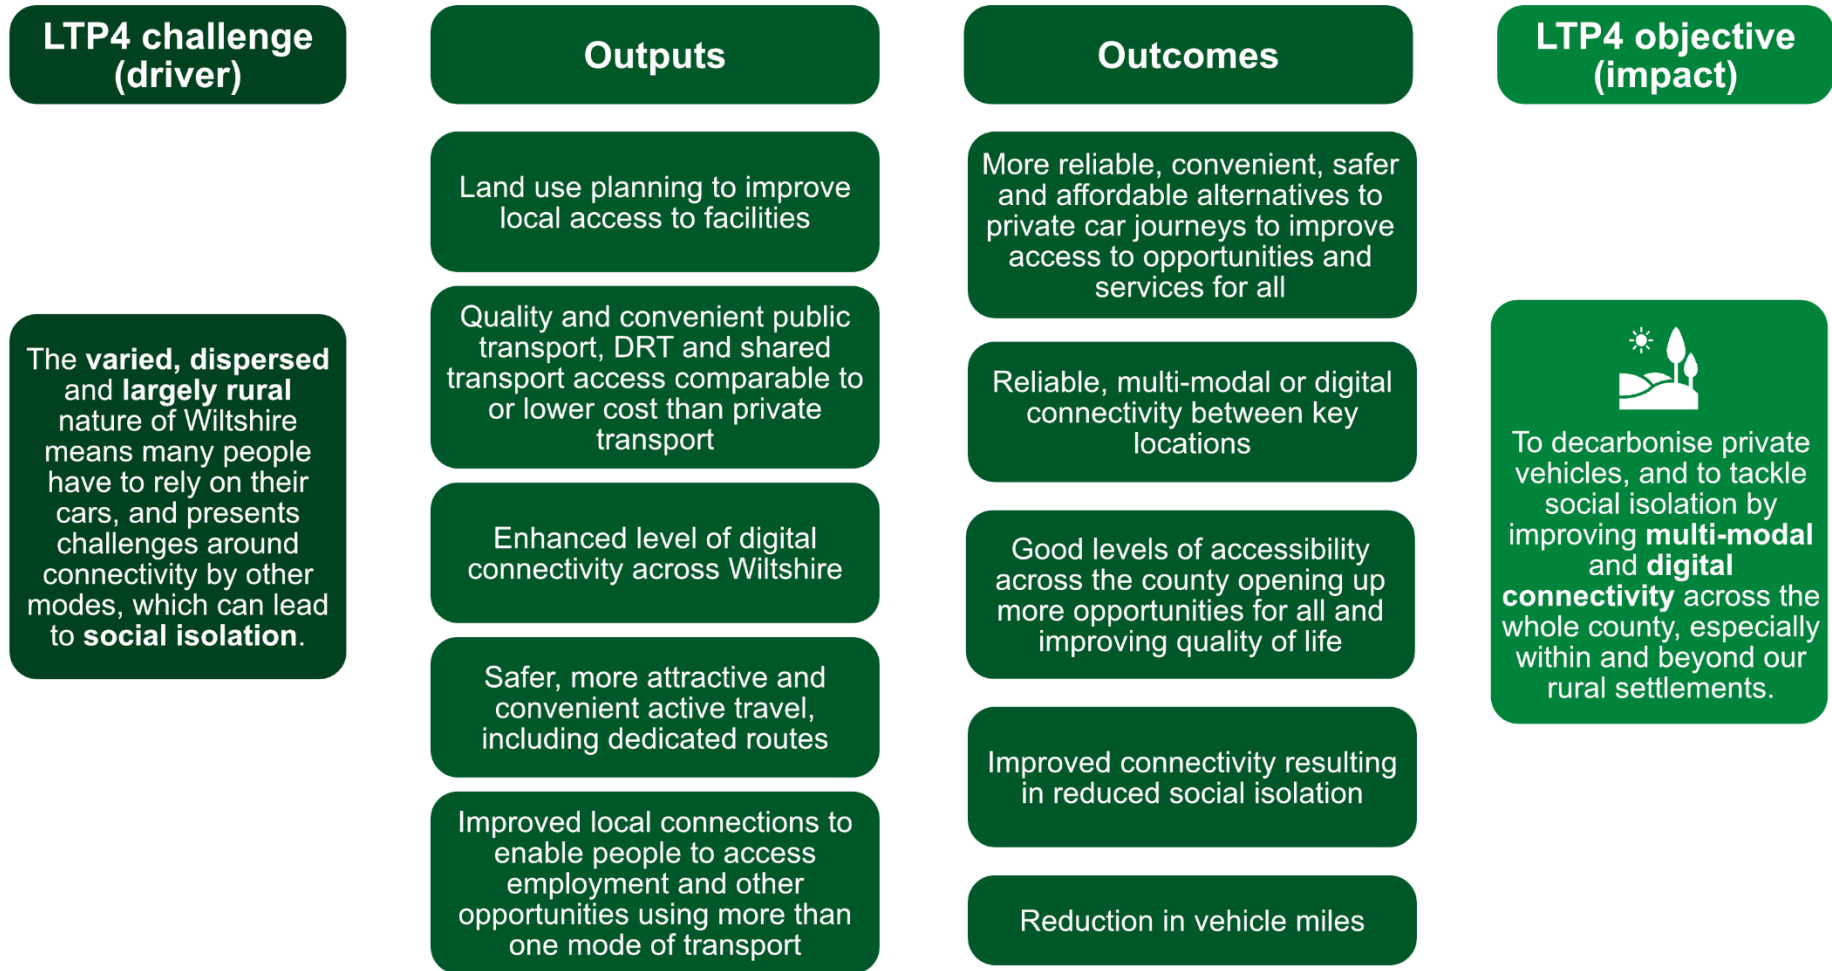 LTP4 challenge
(driver)
The varied, dispersed
and largely rural
nature of Wiltshire
means many people
have to rely on their
cars, and presents
challenges around
connectivity by other
modes, which can lead
to social isolation.
Outputs
Land use planning to improve
local access to facilities
Quality and convenient public
transport, DRT and shared
transport access comparable to
or lower cost than private
transport
Enhanced level of digital
connectivity across Wiltshire
Safer, more attractive and
convenient active travel,
including dedicated routes
Improved local connections to
enable people to access
employment and other
opportunities using more than
one mode of transport
Outcomes
More reliable, convenient, safer
and affordable alternatives to
private car journeys to improve
access to opportunities and
services for all
Reliable, multi-modal or digital
connectivity between key
locations
Good levels of accessibility
across the county opening up
more opportunities for all and
improving quality of life
Improved connectivity resulting
in reduced social isolation
Reduction in vehicle miles
LTP4 objective
(impact)
To decarbonise private
vehicles, and to tackle
social isolation by
improving multi-modal
and digital
connectivity across the
whole county, especially
within and beyond our
rural settlements.